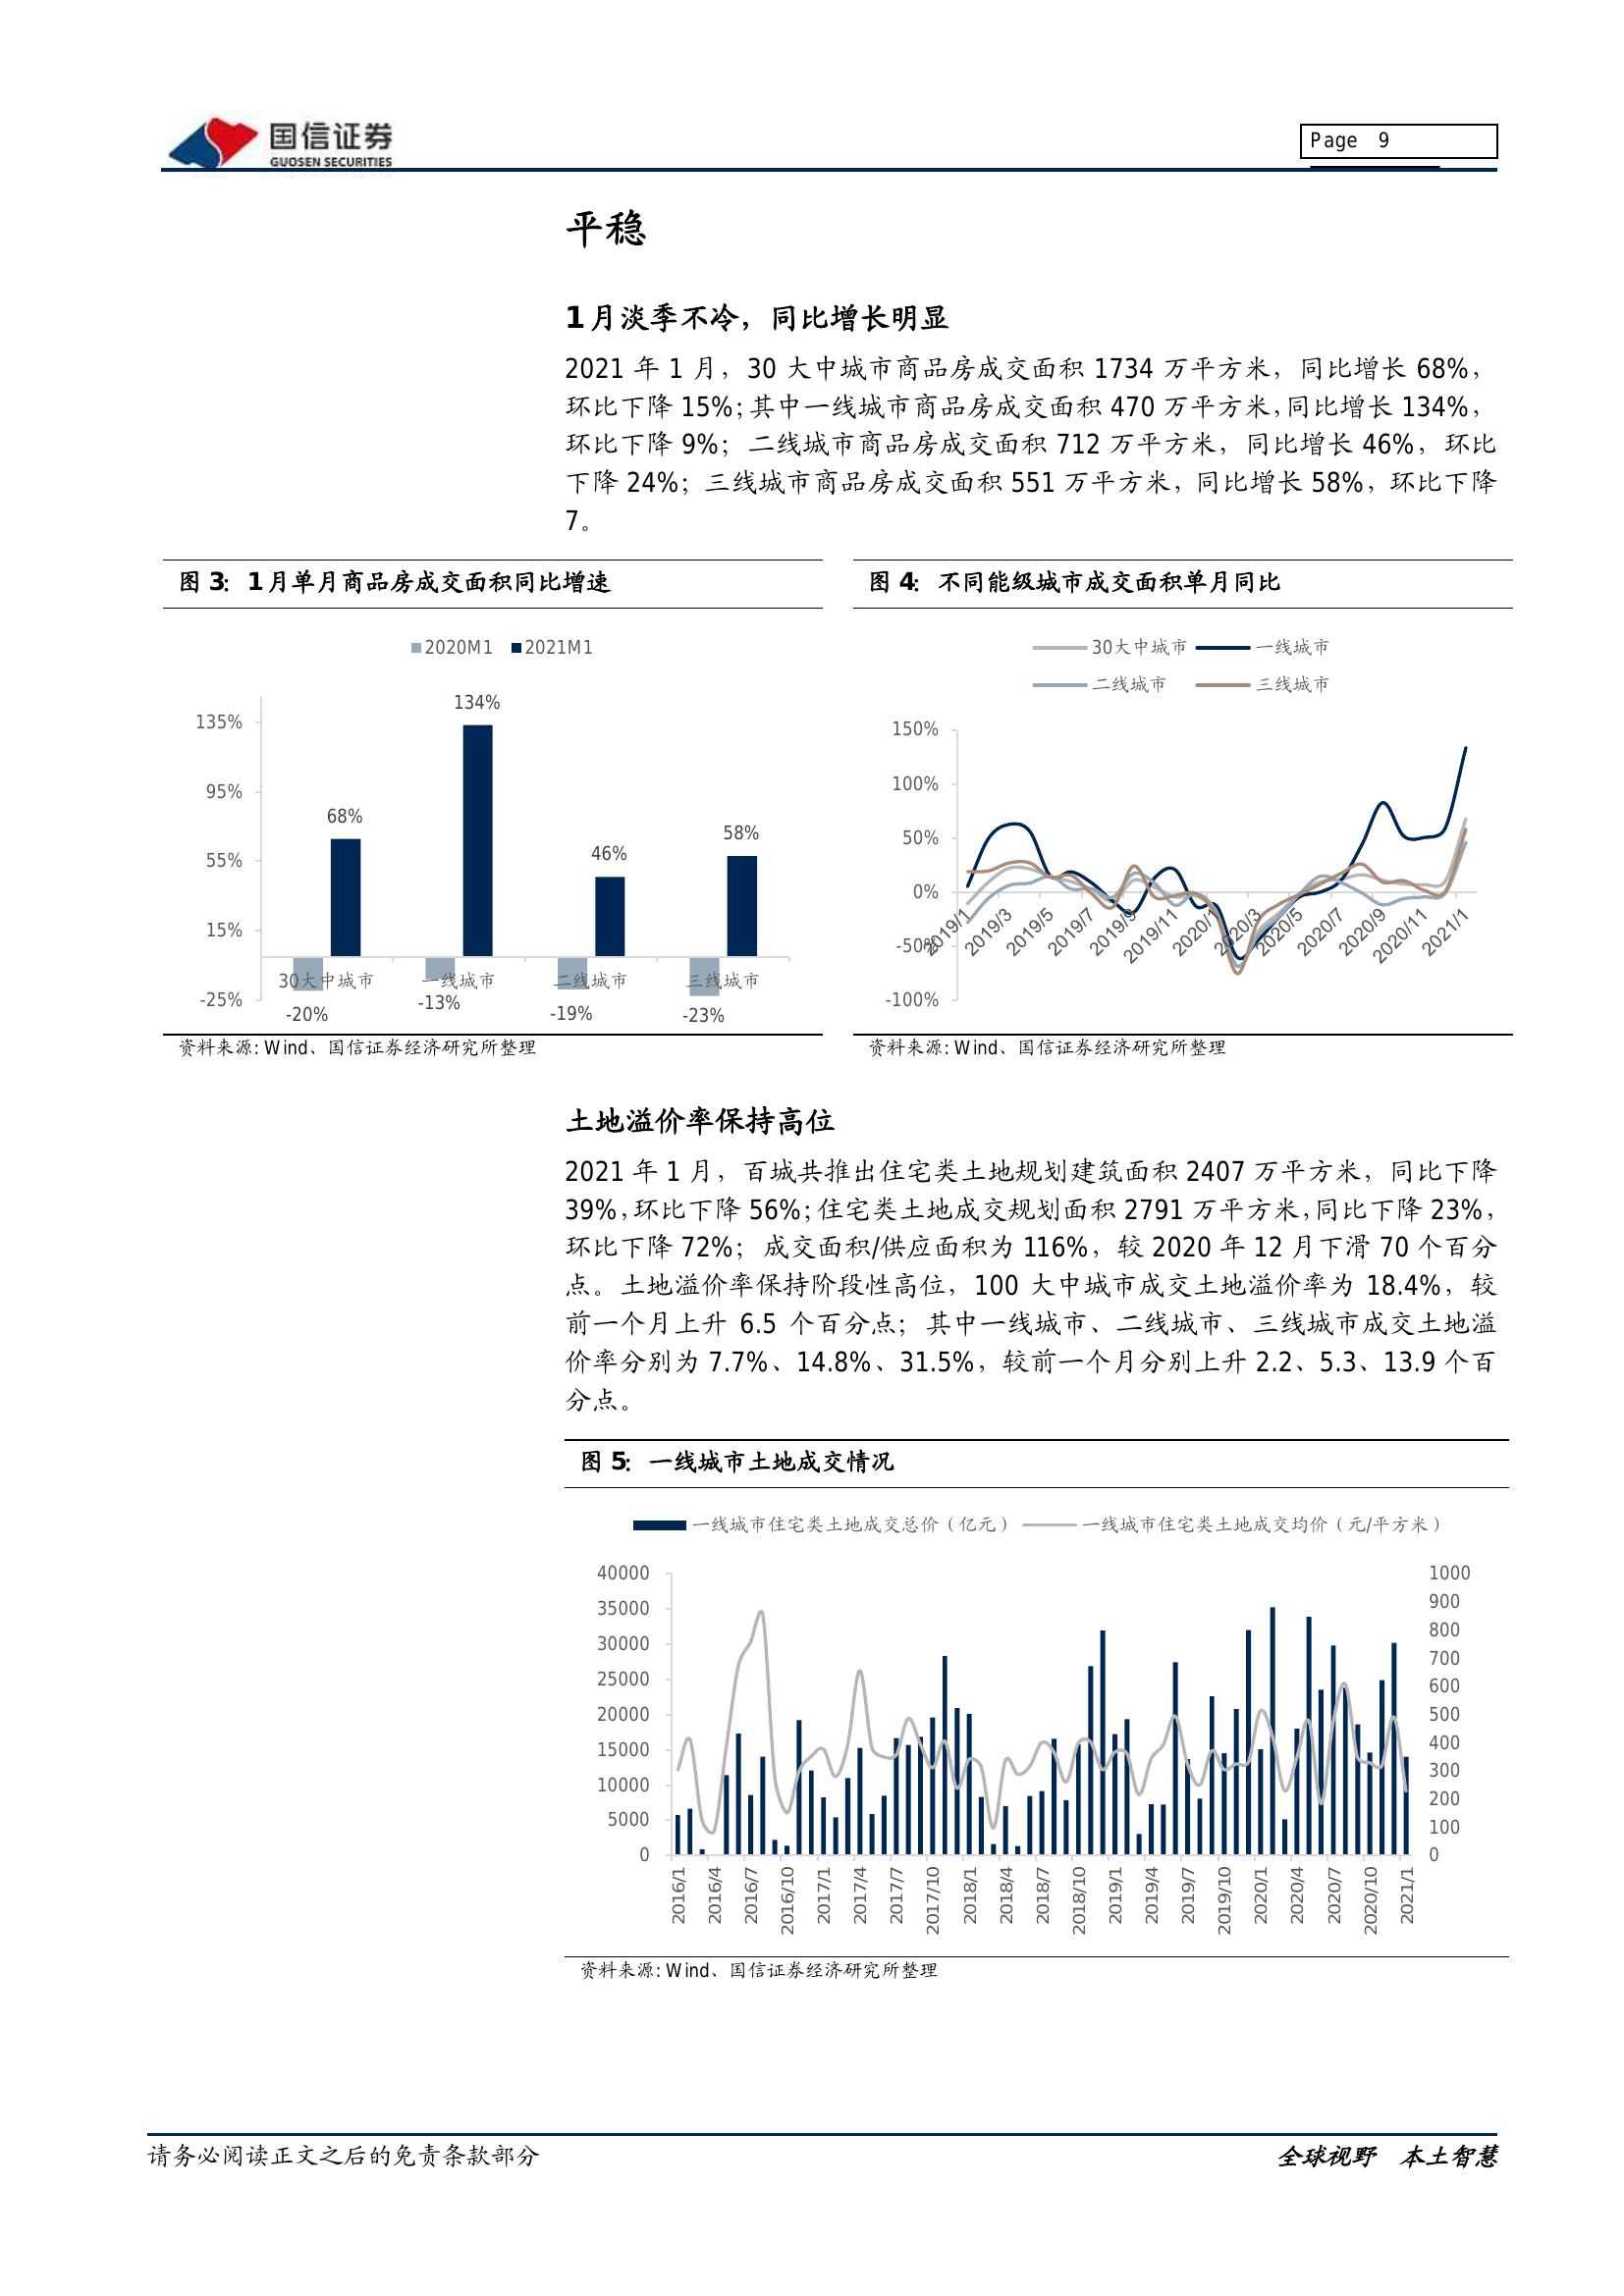 国信证券
GUOSEN SECURITIES
Page 9
平稳
1月淡季不冷，同比增长明显
2021 年 1 月，30 大中城市商品房成交面积 1734 万平方米，同比增长 68%，
环比下降 15%；其中一线城市商品房成交面积 470 万平方米，同比增长 134%，
环比下降 9%；二线城市商品房成交面积 712 万平方米，同比增长 46%，环比
下降 24%；三线城市商品房成交面积 551 万平方米，同比增长 58%，环比下降
7。
图 3：1月单月商品房成交面积同比增速
2020M1 2021M1
135%
95%
55%
15%
-25%
68%
134%
46%
58%
30大中城市 一线城市 二线城市 三线城市
-20%
-13%
-19%
-23%
资料来源：Wind、国信证券经济研究所整理
图 4：不同能级城市成交面积单月同比
30大中城市 一线城市
二线城市 三线城市
150%
100%
50%
0%
-50%
-100%
2019/1 2019/3 2019/5 2019/7 2019/9 2019/11 2020/1 2020/3 2020/5 2020/7 2020/9 2020/11 2021/1
资料来源：Wind、国信证券经济研究所整理
土地溢价率保持高位
2021 年 1 月，百城共推出住宅类土地规划建筑面积 2407 万平方米，同比下降
39%，环比下降 56%；住宅类土地成交规划面积 2791 万平方米，同比下降 23%，
环比下降 72%；成交面积/供应面积为 116%，较 2020 年 12 月下滑 70 个百分
点。土地溢价率保持阶段性高位，100 大中城市成交土地溢价率为 18.4%，较
前一个月上升 6.5 个百分点；其中一线城市、二线城市、三线城市成交土地溢
价率分别为 7.7%、14.8%、31.5%，较前一个月分别上升 2.2、5.3、13.9 个百
分点。
图 5：一线城市土地成交情况
一线城市住宅类土地成交总价（亿元） 一线城市住宅类土地成交均价（元/平方米）
40000
35000
30000
25000
20000
15000
10000
5000
0
1000
900
800
700
600
500
400
300
200
100
0
2016/1 2016/4 2016/7 2016/10 2017/1 2017/4 2017/7 2017/10 2018/1 2018/4 2018/7 2018/10 2019/1 2019/4 2019/7 2019/10 2020/1 2020/4 2020/7 2020/10 2021/1
资料来源：Wind、国信证券经济研究所整理
请务必阅读正文之后的免责条款部分
全球视野 本土智慧